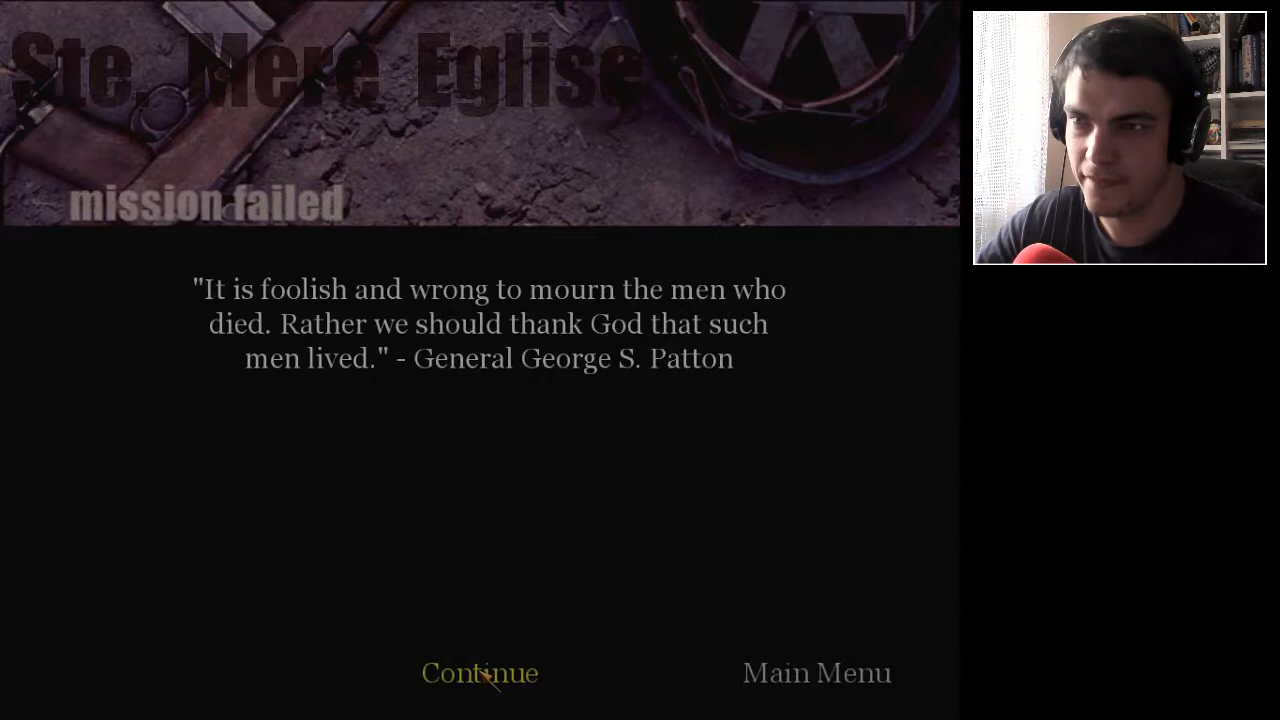 Ste. Mere Eglise
mission failed
"It is foolish and wrong to mourn the men who
died. Rather we should thank God that such
men lived." - General George S. Patton
Continue
Main Menu